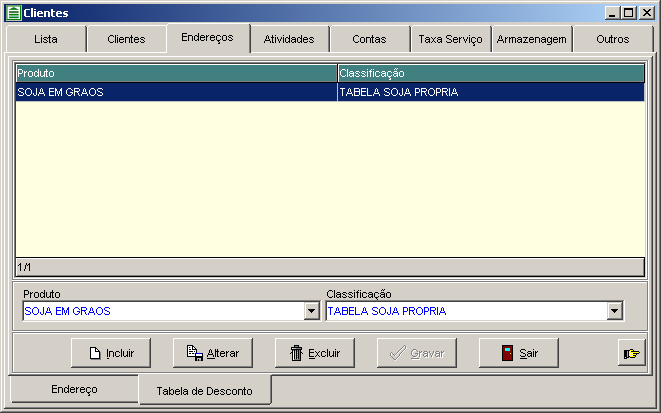 Clientes
Lista Clientes Endereços Atividades Contas Taxa Serviço Armazenagem Outros
Produto Classificação
SOJA EM GRAOS TABELA SOJA PROPRIA
1/1
Produto Classificação
SOJA EM GRAOS TABELA SOJA PROPRIA
Incluir Alterar Excluir Gravar Sair
Endereço Tabela de Desconto